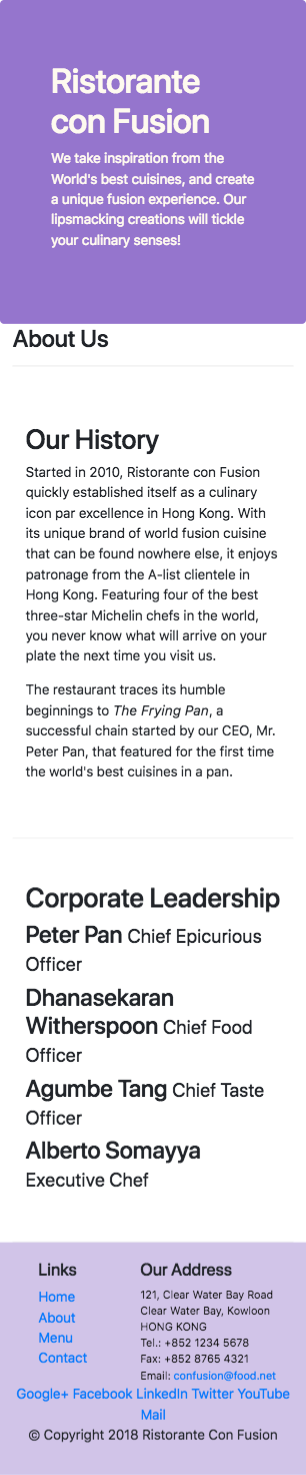 Ristorante
con Fusion
We take inspiration from the
World's best cuisines, and create
a unique fusion experience. Our
lipsmacking creations will tickle
your culinary senses!
About Us
Our History
Started in 2010, Ristorante con Fusion
quickly established itself as a culinary
icon par excellence in Hong Kong. With
its unique brand of world fusion cuisine
that can be found nowhere else, it enjoys
patronage from the A-list clientele in
Hong Kong. Featuring four of the best
three-star Michelin chefs in the world,
you never know what will arrive on your
plate the next time you visit us.
The restaurant traces its humble
beginnings to The Frying Pan, a
successful chain started by our CEO, Mr.
Peter Pan, that featured for the first time
the world's best cuisines in a pan.
Corporate Leadership
Peter Pan Chief Epicurious
Officer
Dhanasekaran
Witherspoon Chief Food
Officer
Agumbe Tang Chief Taste
Officer
Alberto Somayya
Executive Chef
Links
Home
About
Menu
Contact
Our Address
121, Clear Water Bay Road
Clear Water Bay, Kowloon
HONG KONG
Tel.: +852 1234 5678
Fax: +852 8765 4321
Email: confusion@food.net
Google+ Facebook LinkedIn Twitter YouTube
Mail
© Copyright 2018 Ristorante Con Fusion